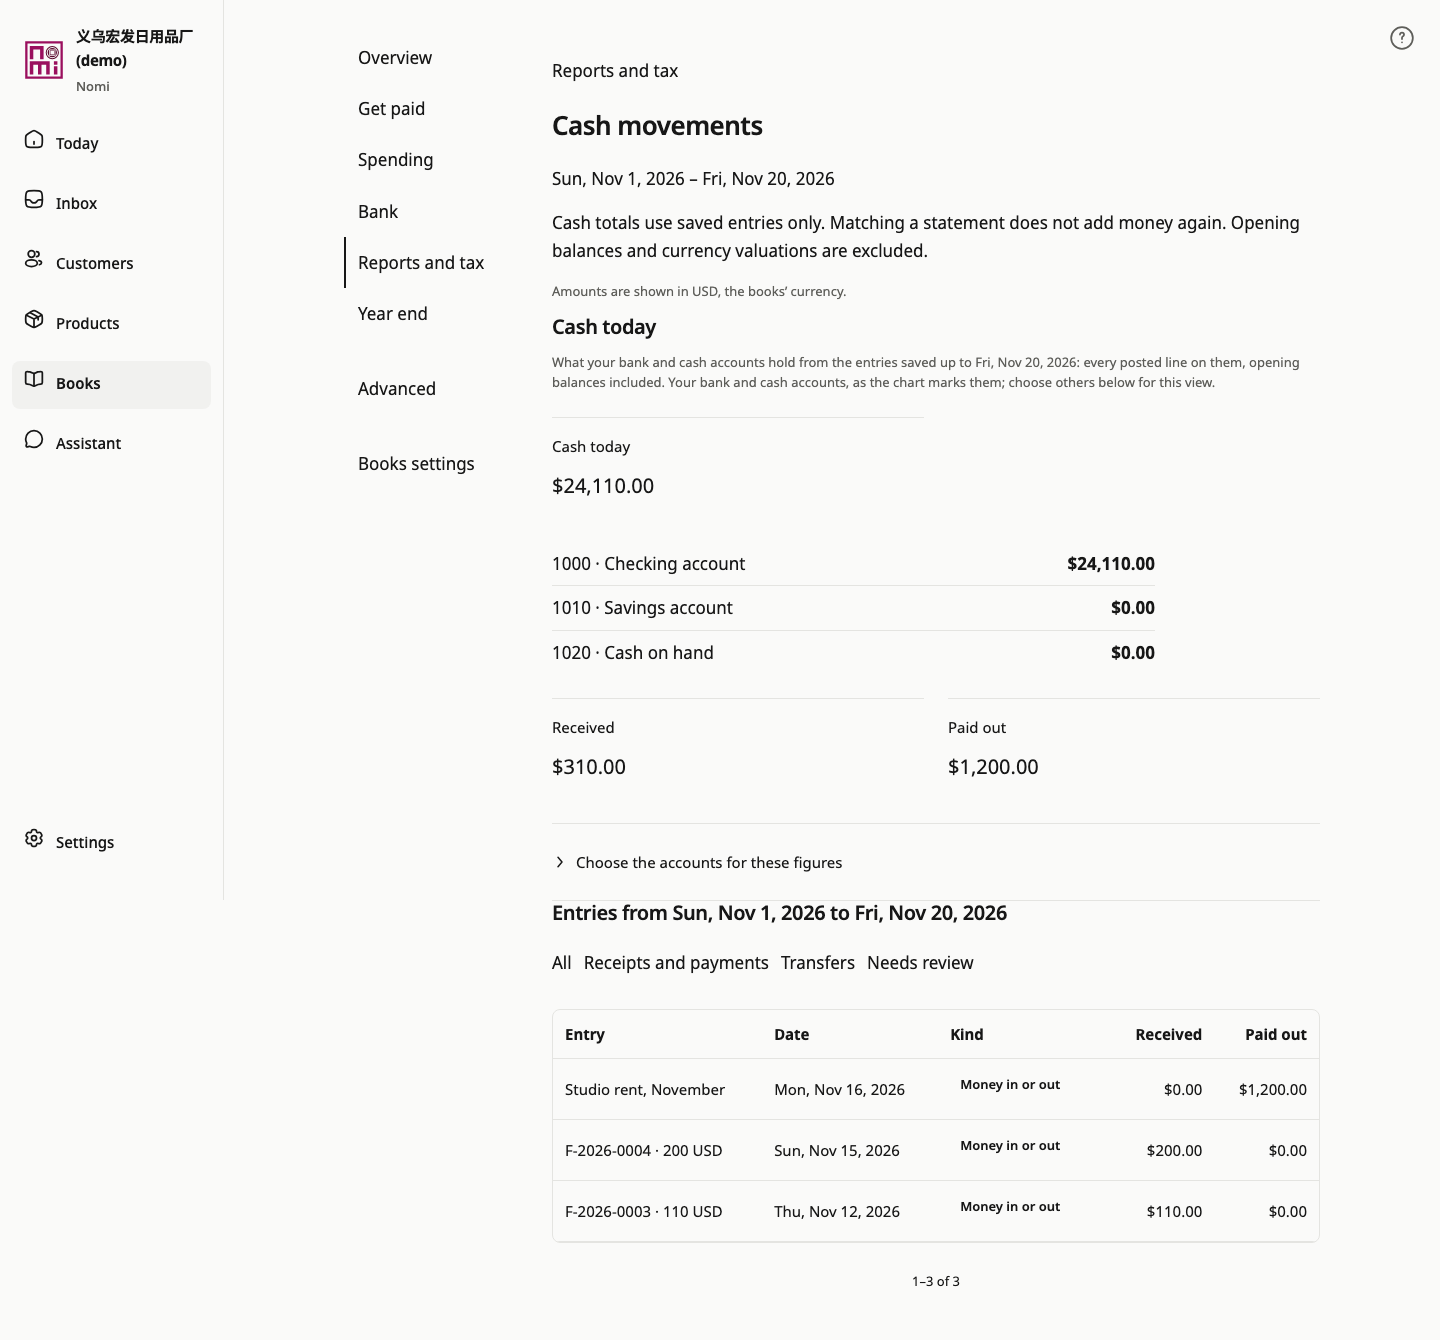 义乌宏发日用品厂
(demo)
Nomi
Today
Inbox
Customers
Products
Books
Assistant
Settings
Overview
Get paid
Spending
Bank
Reports and tax
Year end
Advanced
Books settings
Reports and tax
Cash movements
Sun, Nov 1, 2026 – Fri, Nov 20, 2026
Cash totals use saved entries only. Matching a statement does not add money again. Opening
balances and currency valuations are excluded.
Amounts are shown in USD, the books’ currency.
Cash today
What your bank and cash accounts hold from the entries saved up to Fri, Nov 20, 2026: every posted line on them, opening
balances included. Your bank and cash accounts, as the chart marks them; choose others below for this view.
Cash today
$24,110.00
1000 · Checking account $24,110.00
1010 · Savings account $0.00
1020 · Cash on hand $0.00
Received Paid out
$310.00 $1,200.00
Choose the accounts for these figures
Entries from Sun, Nov 1, 2026 to Fri, Nov 20, 2026
All Receipts and payments Transfers Needs review
Entry Date Kind Received Paid out
Studio rent, November Mon, Nov 16, 2026 Money in or out $0.00 $1,200.00
F-2026-0004 · 200 USD Sun, Nov 15, 2026 Money in or out $200.00 $0.00
F-2026-0003 · 110 USD Thu, Nov 12, 2026 Money in or out $110.00 $0.00
1–3 of 3